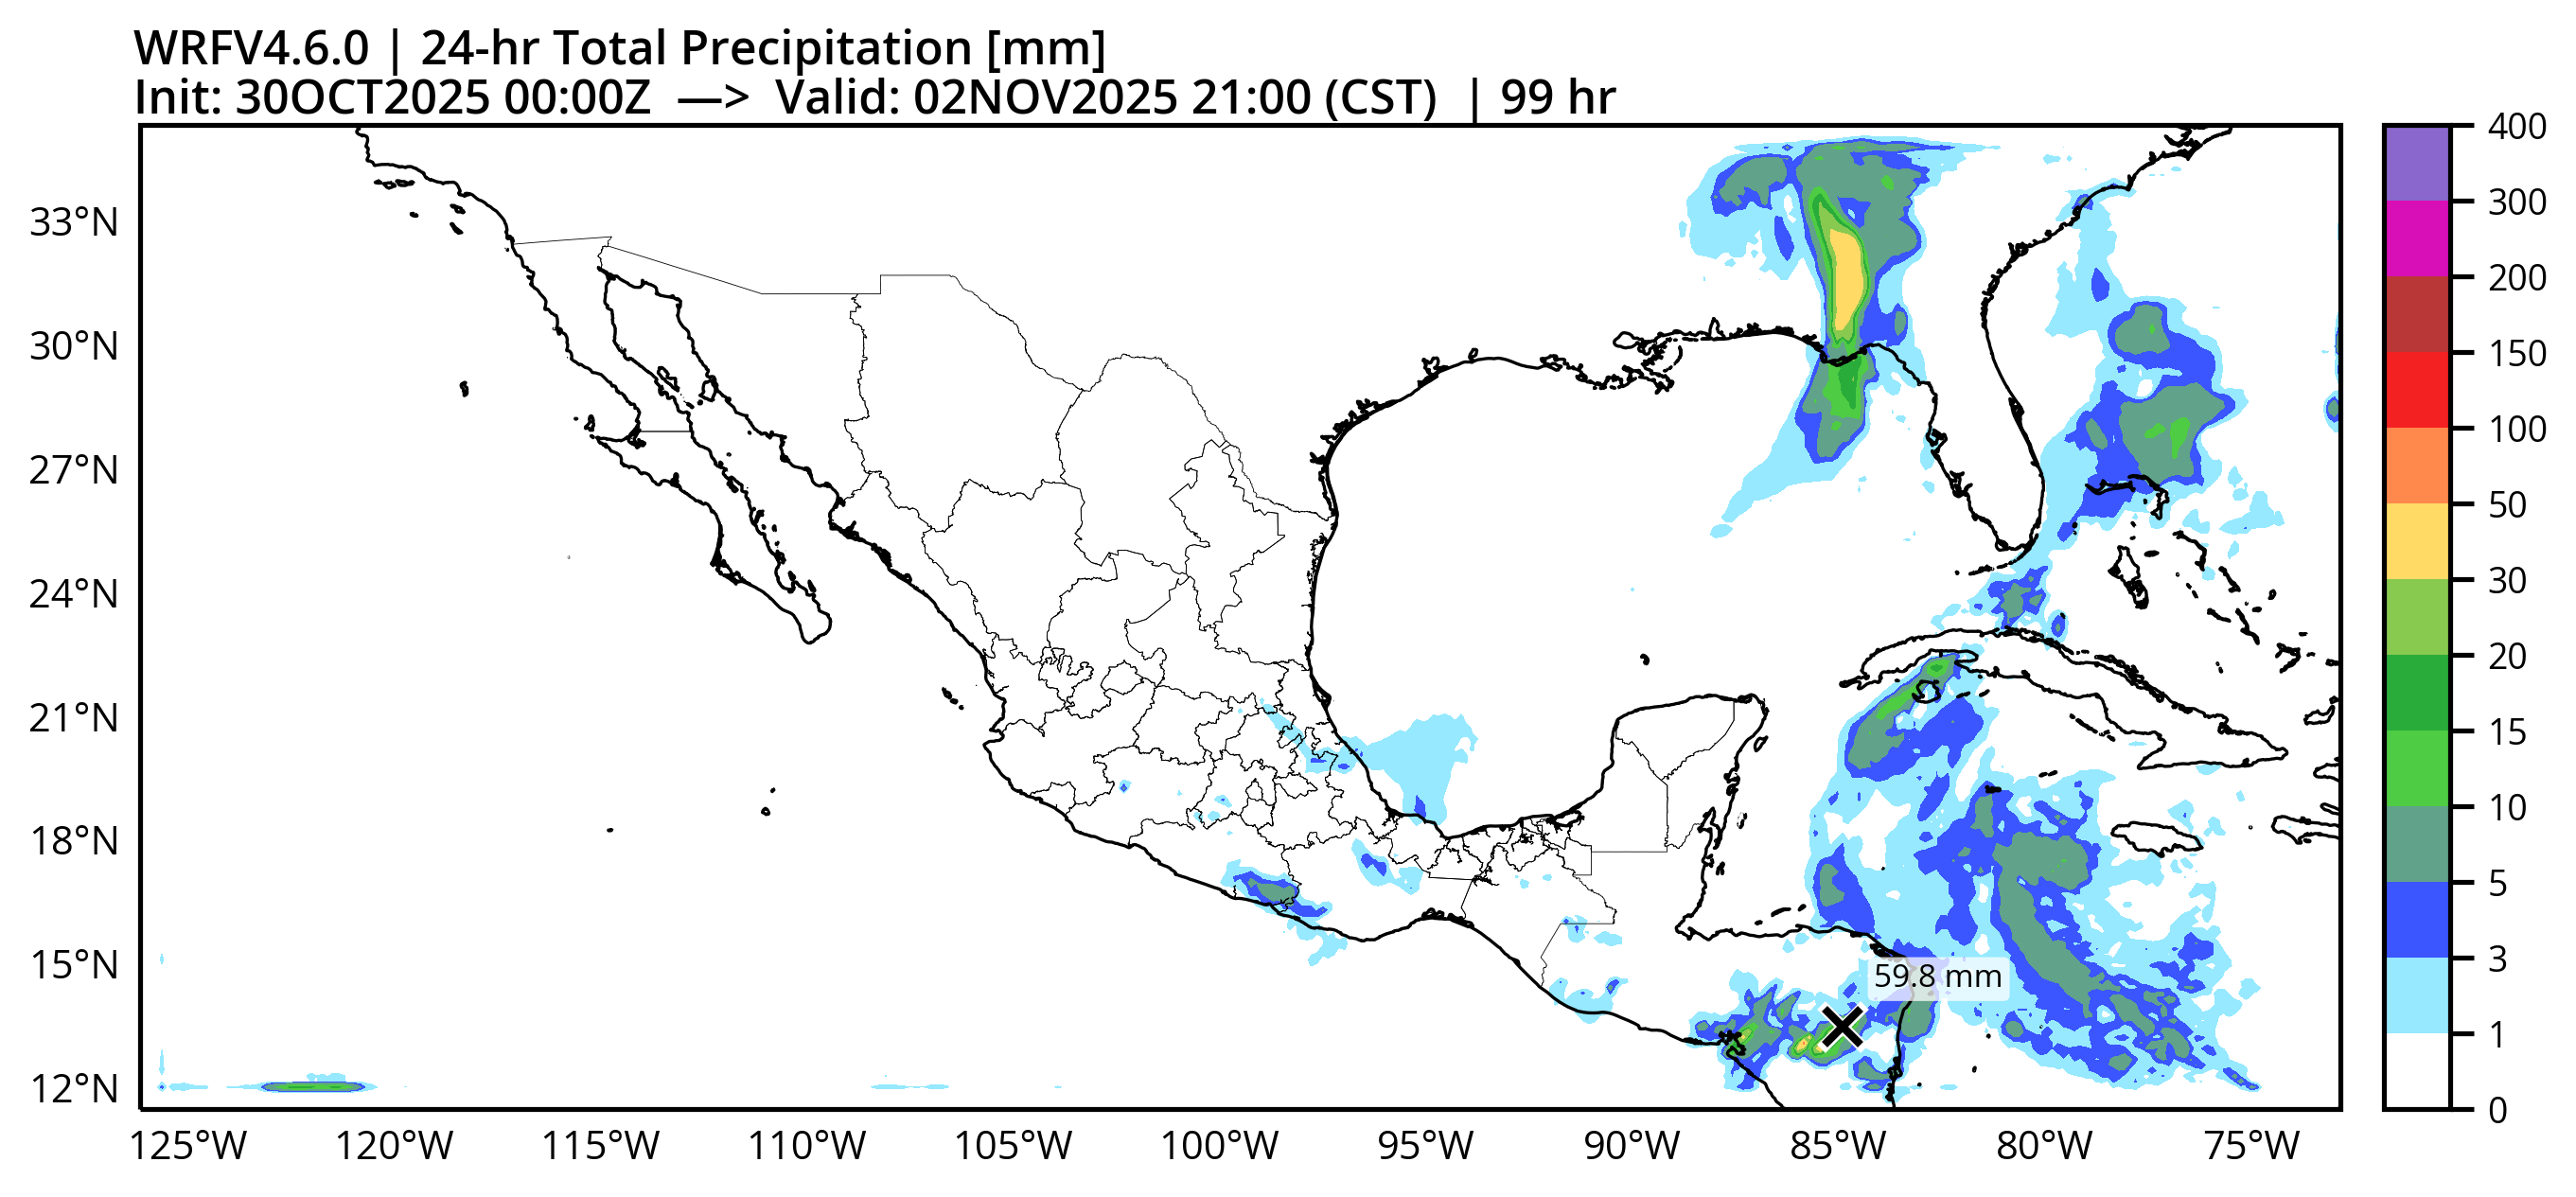 WRFV4.6.0 | 24-hr Total Precipitation [mm]
Init: 30OCT2025 00:00Z —> Valid: 02NOV2025 21:00 (CST) | 99 hr
33°N
30°N
27°N
24°N
21°N
18°N
15°N
12°N
125°W 120°W 115°W 110°W 105°W 100°W 95°W 90°W 85°W 80°W 75°W
59.8 mm
400
300
200
150
100
50
30
20
15
10
5
3
1
0